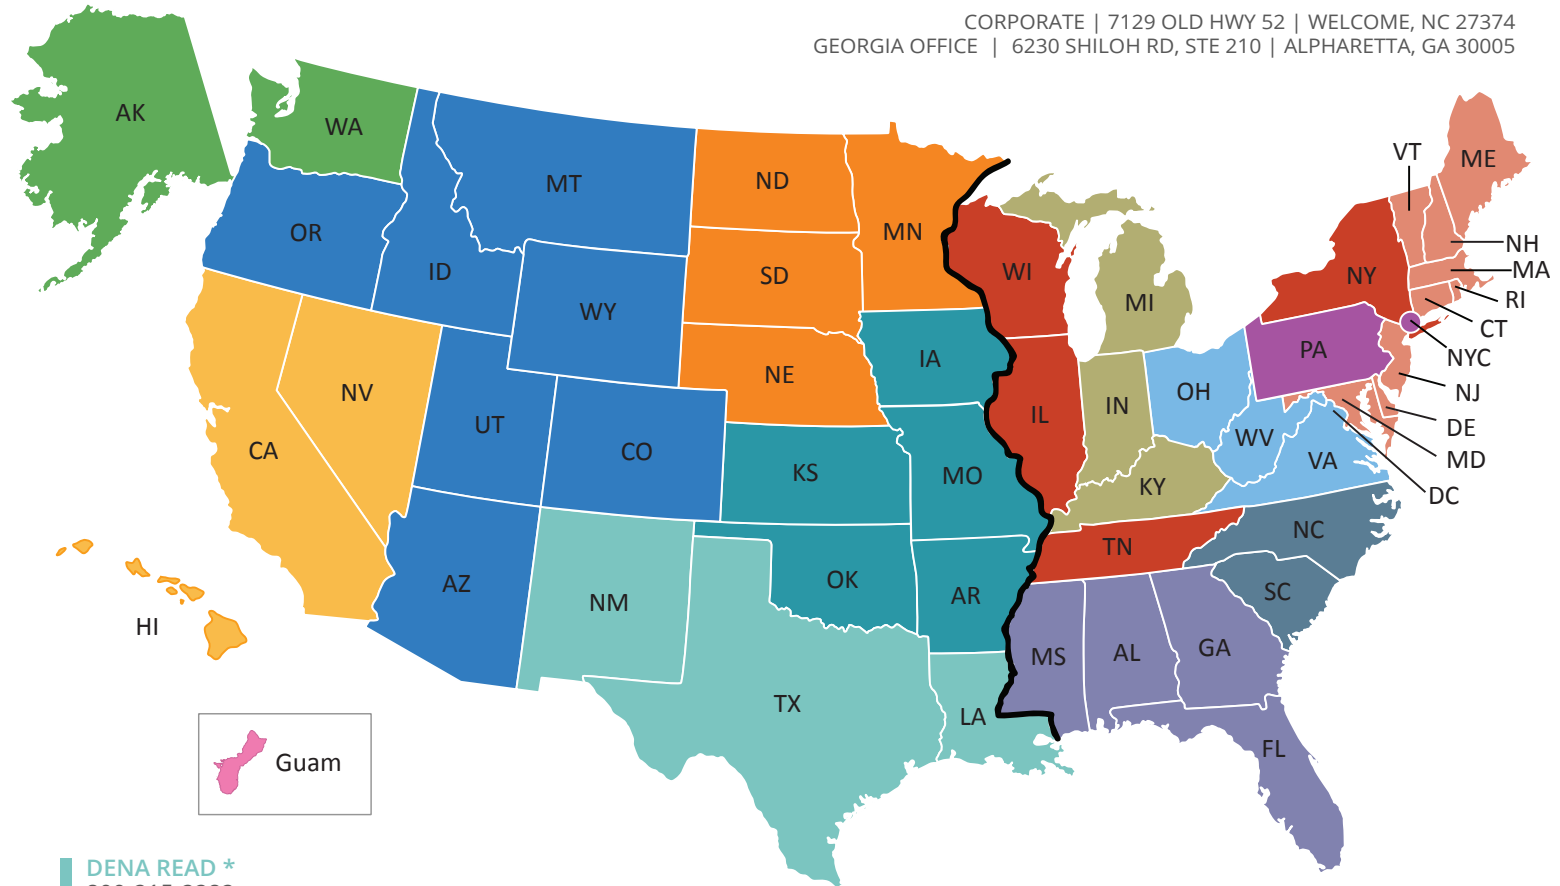 CORPORATE | 7129 OLD HWY 52 | WELCOME, NC 27374
GEORGIA OFFICE | 6230 SHILOH RD, STE 210 | ALPHARETTA, GA 30005
AK
WA
MT
ND
MN
VT
ME
OR
ID
SD
WI
MI
NY
NH
MA
RI
CT
NYC
WY
IA
PA
NJ
NV
NE
IL
IN
OH
DE
CA
UT
CO
KS
MO
KY
WV
VA
MD
DC
NC
TN
AZ
NM
OK
AR
SC
HI
MS
AL
GA
TX
LA
FL
Guam
DENA READ *